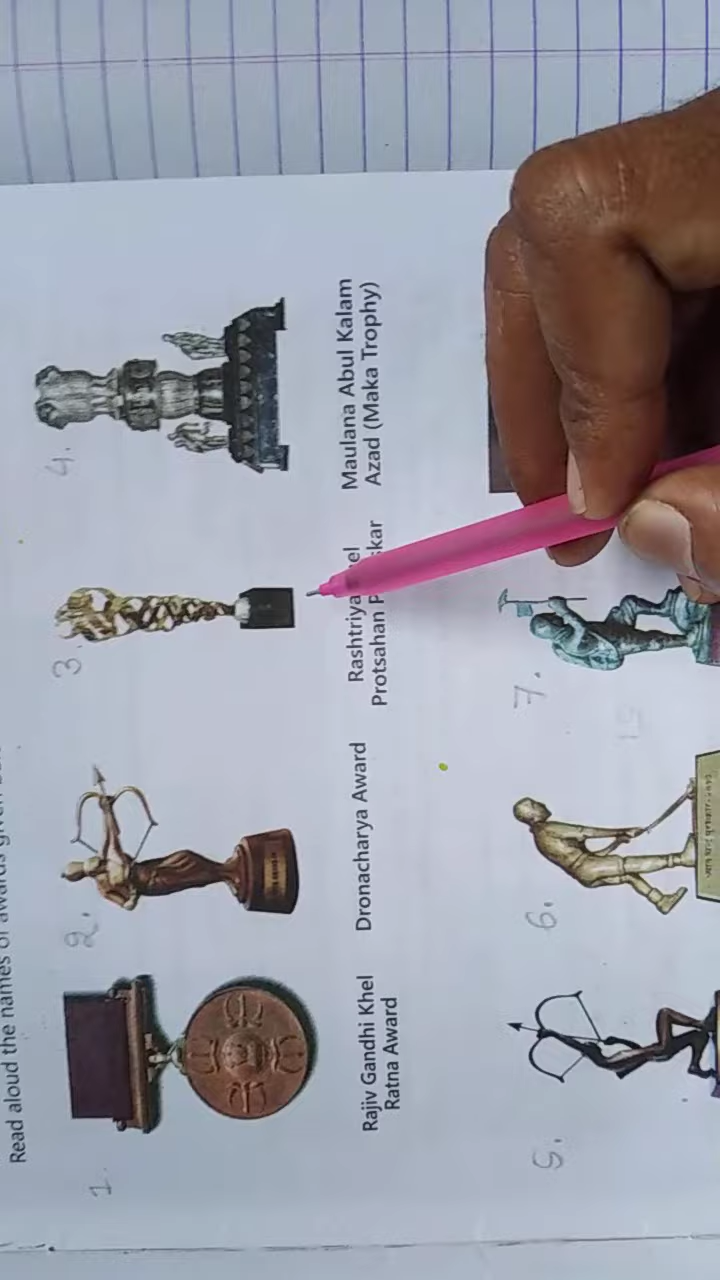 Read aloud the names of awards
1.
2.
3.
4.
Rajiv Gandhi Khel
Ratna Award
Dronacharya Award
Rashtriya
Protsahan
Maulana Abul Kalam
Azad (Maka Trophy)
5.
6.
7.